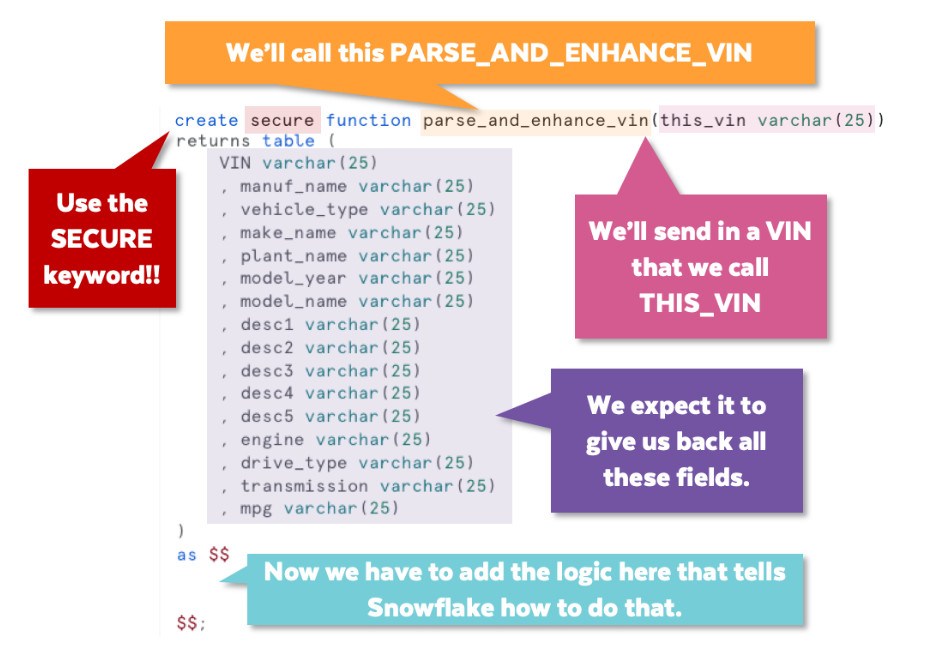 We'll call this PARSE_AND_ENHANCE_VIN
create secure function parse_and_enhance_vin(this_vin varchar(25))
returns table (
VIN varchar(25)
, manuf_name varchar(25)
, vehicle_type varchar(25)
, make_name varchar(25)
, plant_name varchar(25)
, model_year varchar(25)
, model_name varchar(25)
, desc1 varchar(25)
, desc2 varchar(25)
, desc3 varchar(25)
, desc4 varchar(25)
, desc5 varchar(25)
, engine varchar(25)
, drive_type varchar(25)
, transmission varchar(25)
, mpg varchar(25)
)
as $$
$$;
Use the
SECURE
keyword!!
We'll send in a VIN
that we call
THIS_VIN
We expect it to
give us back all
these fields.
Now we have to add the logic here that tells
Snowflake how to do that.